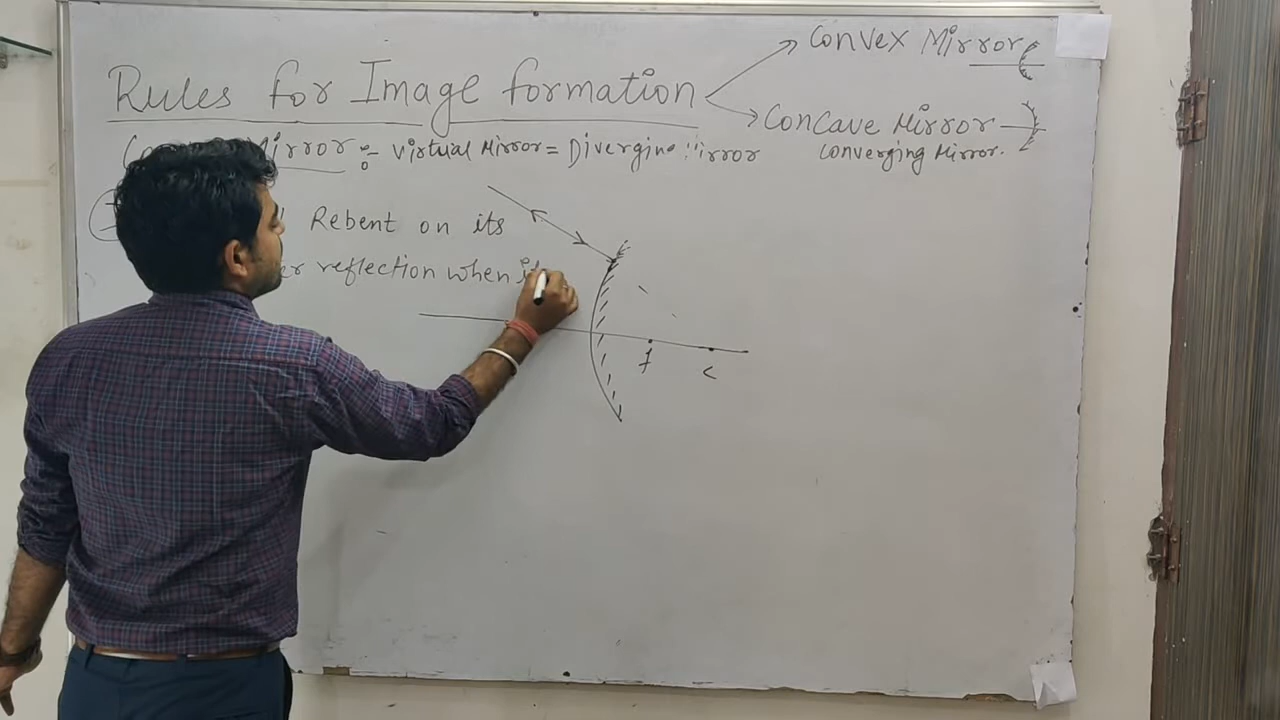 Convex Mirror
Rules for Image formation
Concave Mirror
Mirror :- Virtual Mirror = Diverging Mirror
Converging Mirror.
Rebent on its
reflection when it
f
c